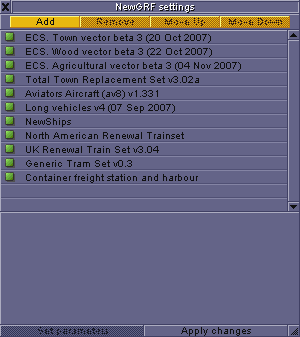 NewGRF settings
Add Remove Move Up Move Down
ECS. Town vector beta 3 (20 Oct 2007)
ECS. Wood vector beta 3 (22 Oct 2007)
ECS. Agricultural vector beta 3 (04 Nov 2007)
Total Town Replacement Set v3.02a
Aviators Aircraft (av8) v1.331
Long vehicles v4 (07 Sep 2007)
NewShips
North American Renewal Trainset
UK Renewal Train Set v3.04
Generic Tram Set v0.3
Container freight station and harbour
Set parameters Apply changes